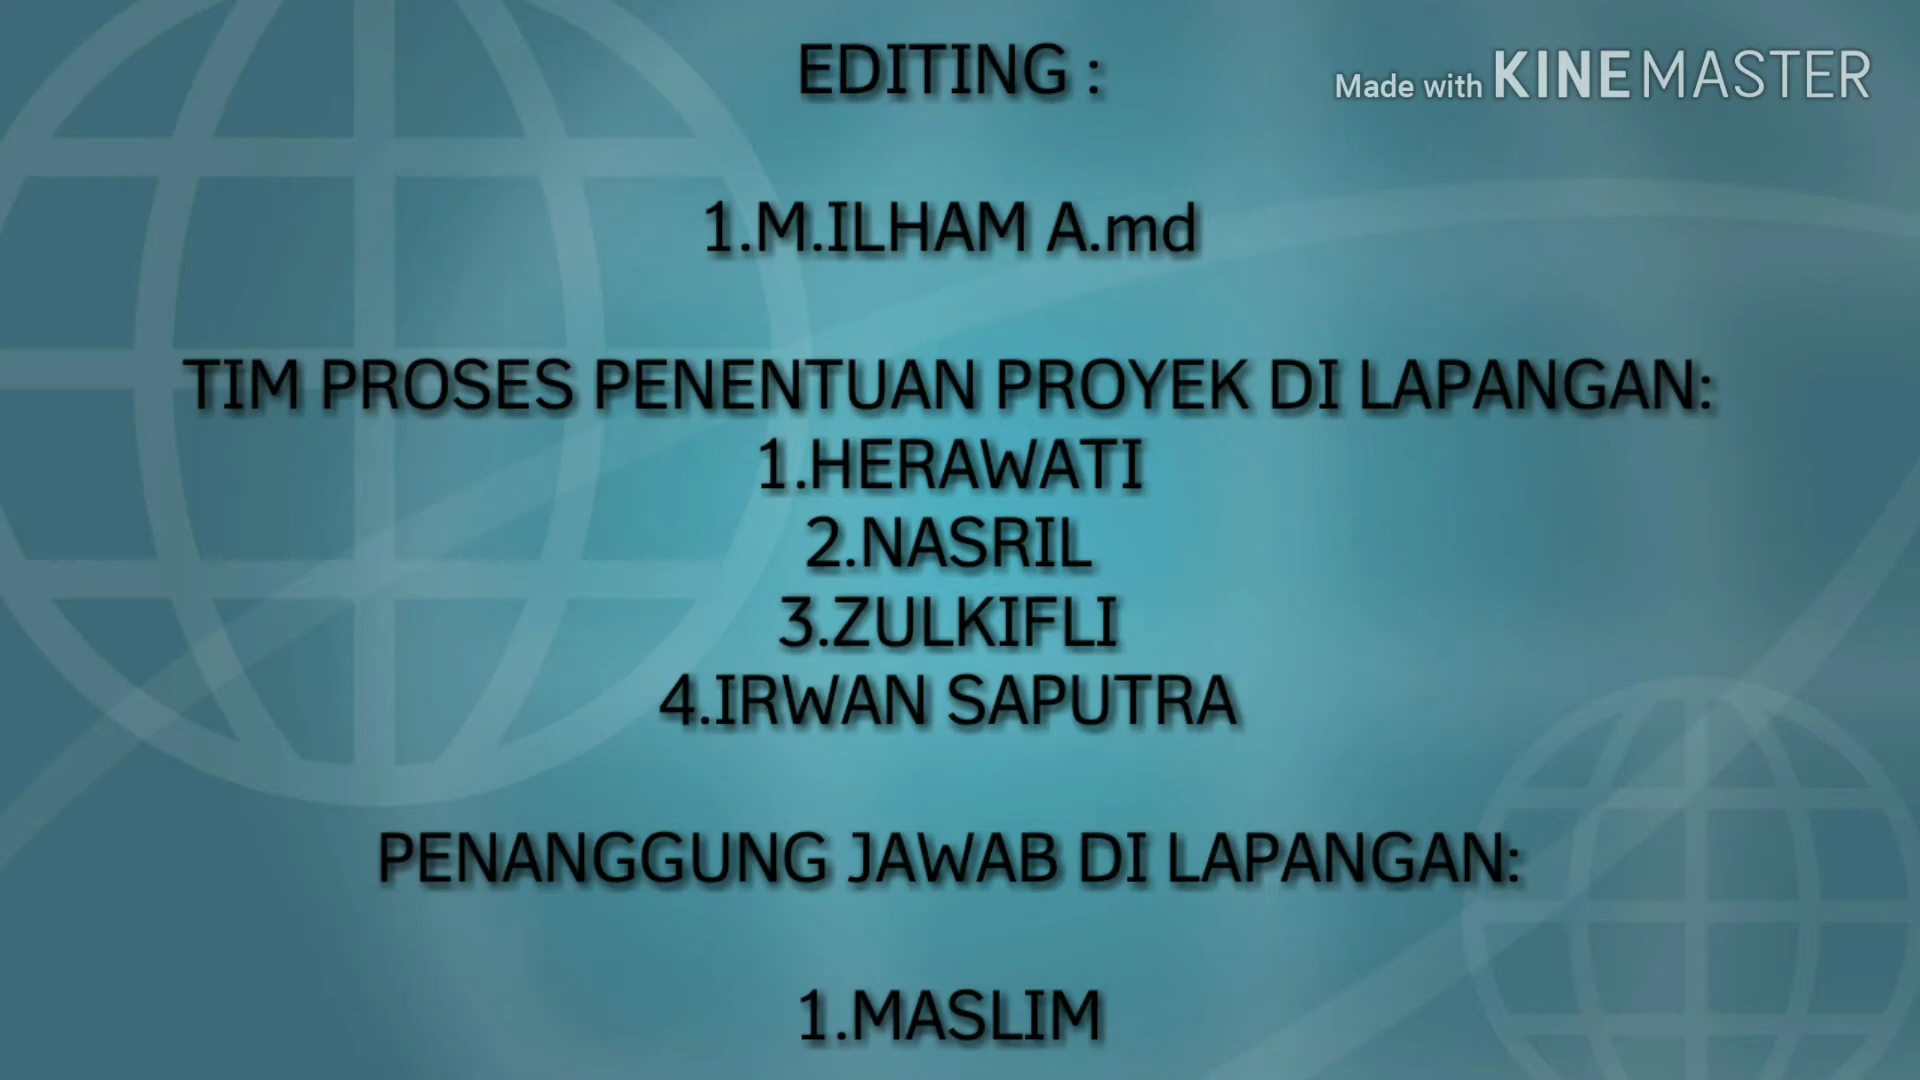 EDITING :
Made with KINEMASTER
1.M.ILHAM A.md
TIM PROSES PENENTUAN PROYEK DI LAPANGAN:
1.HERAWATI
2.NASRIL
3.ZULKIFLI
4.IRWAN SAPUTRA
PENANGGUNG JAWAB DI LAPANGAN:
1.MASLIM